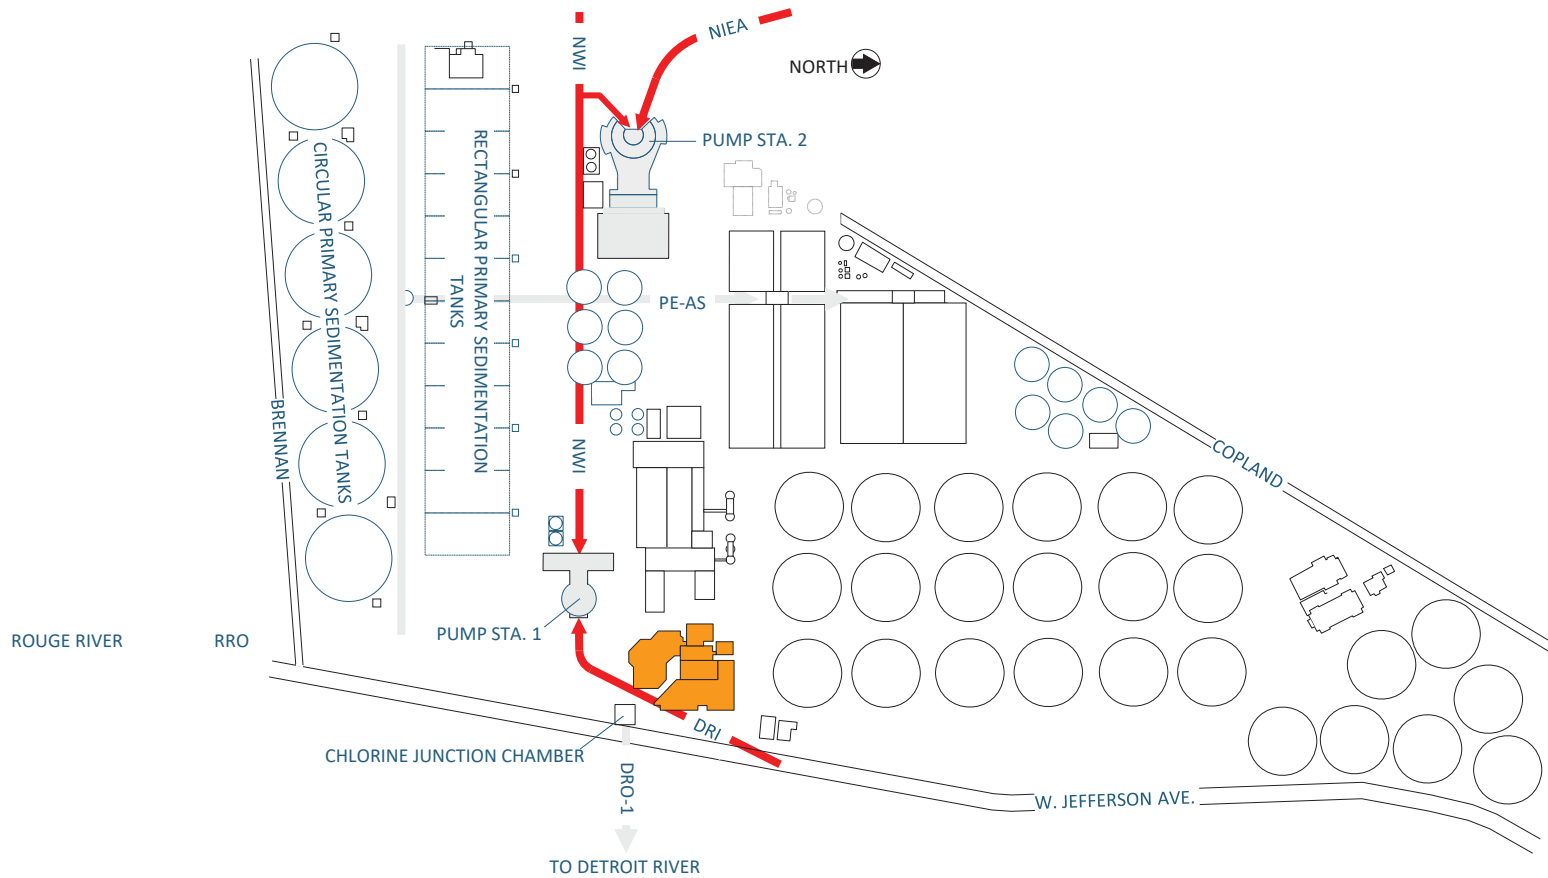 NIEA
NWI
NORTH
PUMP STA. 2
CIRCULAR PRIMARY SEDIMENTATION TANKS
RECTANGULAR PRIMARY SEDIMENTATION
TANKS
PE-AS
BRENNAN
NWI
COPLAND
PUMP STA. 1
ROUGE RIVER
RRO
DRI
CHLORINE JUNCTION CHAMBER
DRO-1
W. JEFFERSON AVE.
TO DETROIT RIVER